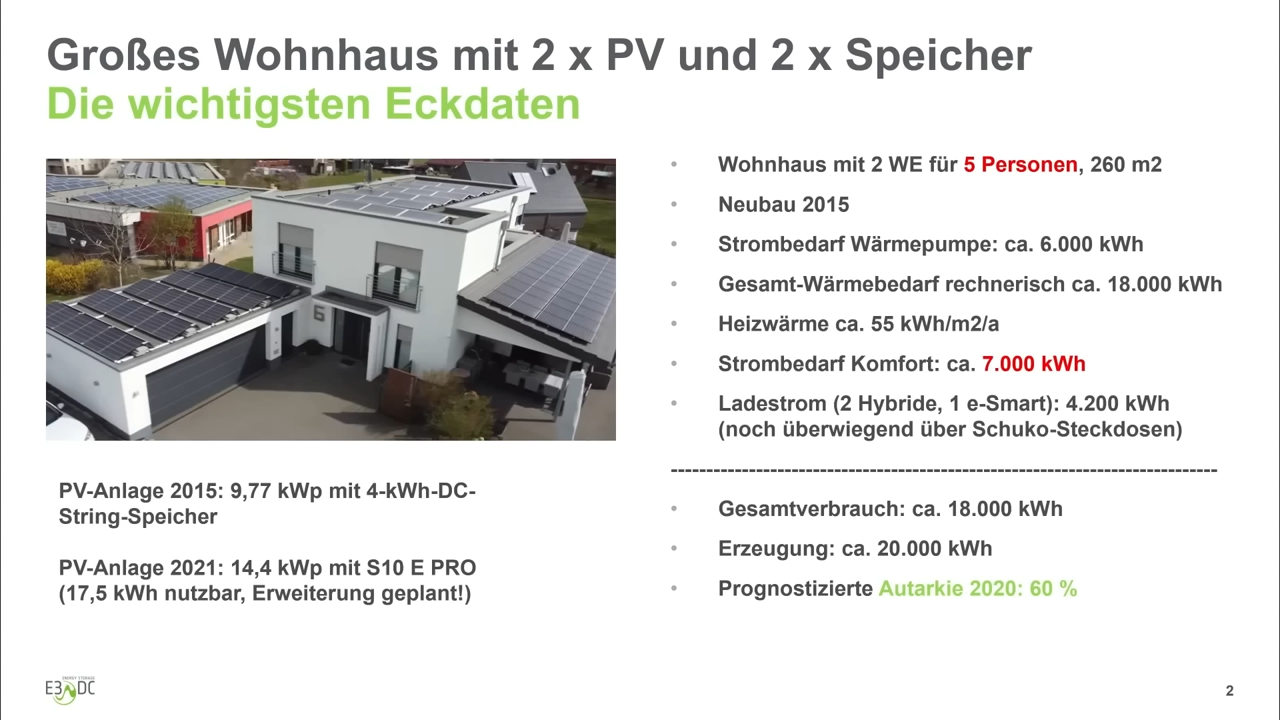 Großes Wohnhaus mit 2 x PV und 2 x Speicher
Die wichtigsten Eckdaten
6
PV-Anlage 2015: 9,77 kWp mit 4-kWh-DC-
String-Speicher
PV-Anlage 2021: 14,4 kWp mit S10 E PRO
(17,5 kWh nutzbar, Erweiterung geplant!)
• Wohnhaus mit 2 WE für 5 Personen, 260 m2
• Neubau 2015
• Strombedarf Wärmepumpe: ca. 6.000 kWh
• Gesamt-Wärmebedarf rechnerisch ca. 18.000 kWh
• Heizwärme ca. 55 kWh/m2/a
• Strombedarf Komfort: ca. 7.000 kWh
• Ladestrom (2 Hybride, 1 e-Smart): 4.200 kWh
(noch überwiegend über Schuko-Steckdosen)
------------------------------------------------------------------------------
• Gesamtverbrauch: ca. 18.000 kWh
• Erzeugung: ca. 20.000 kWh
• Prognostizierte Autarkie 2020: 60 %
ENERGY STORAGE
E3/DC
2